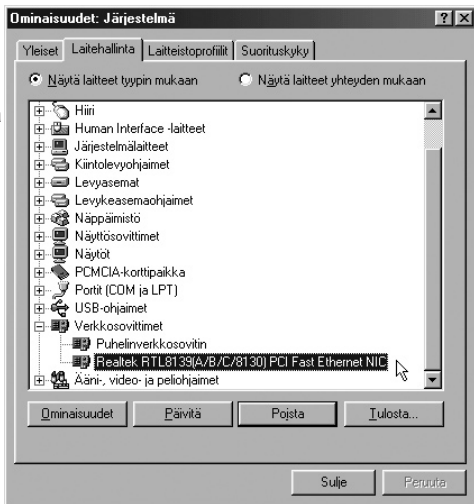 Ominaisuudet: Järjestelmä
Yleiset Laitehallinta Laitteistoprofiilit Suorituskyky
Näytä laitteet tyypin mukaan Näytä laitteet yhteyden mukaan
Hiiri
Human Interface -laitteet
Järjestelmälaitteet
Kiintolevyohjaimet
Levyasemat
Levykeasemaohjaimet
Näppäimistö
Näyttösovittimet
Näytöt
PCMCIA-korttipaikka
Portit (COM ja LPT)
USB-ohjaimet
Verkkosovittimet
Puhelinverkkosovitin
Realtek RTL8139(A/B/C/8130) PCI Fast Ethernet NIC
Ääni-, video- ja peliohjaimet
Ominaisuudet Päivitä Poista Tulosta...
Sulje Peruuta